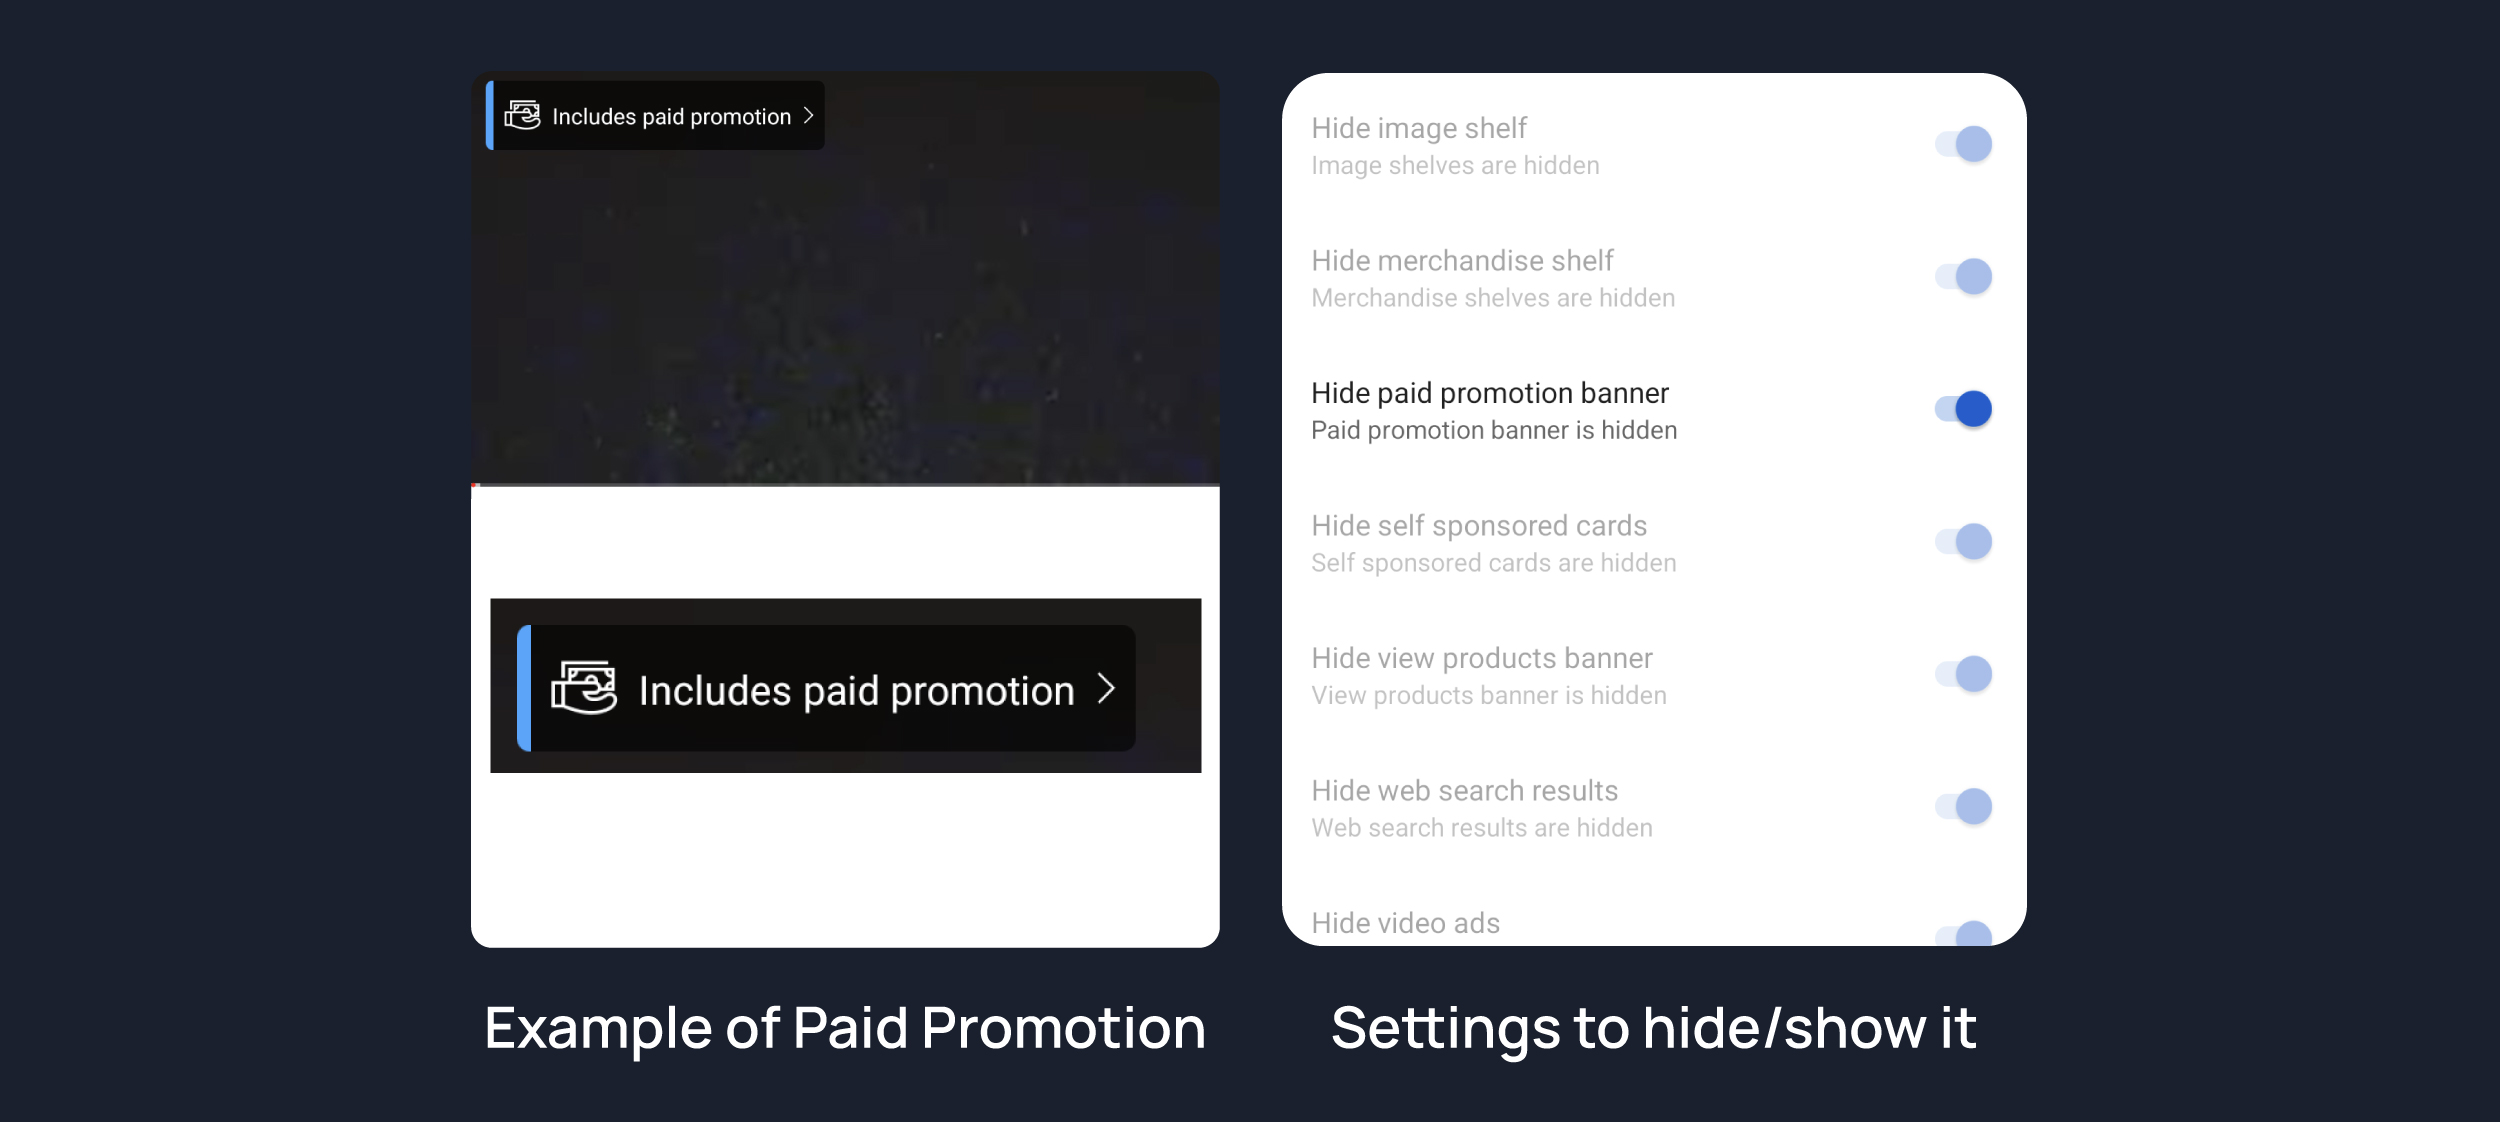 Includes paid promotion
Includes paid promotion
Example of Paid Promotion
Hide image shelf
Image shelves are hidden
Hide merchandise shelf
Merchandise shelves are hidden
Hide paid promotion banner
Paid promotion banner is hidden
Hide self sponsored cards
Self sponsored cards are hidden
Hide view products banner
View products banner is hidden
Hide web search results
Web search results are hidden
Hide video ads
Settings to hide/show it